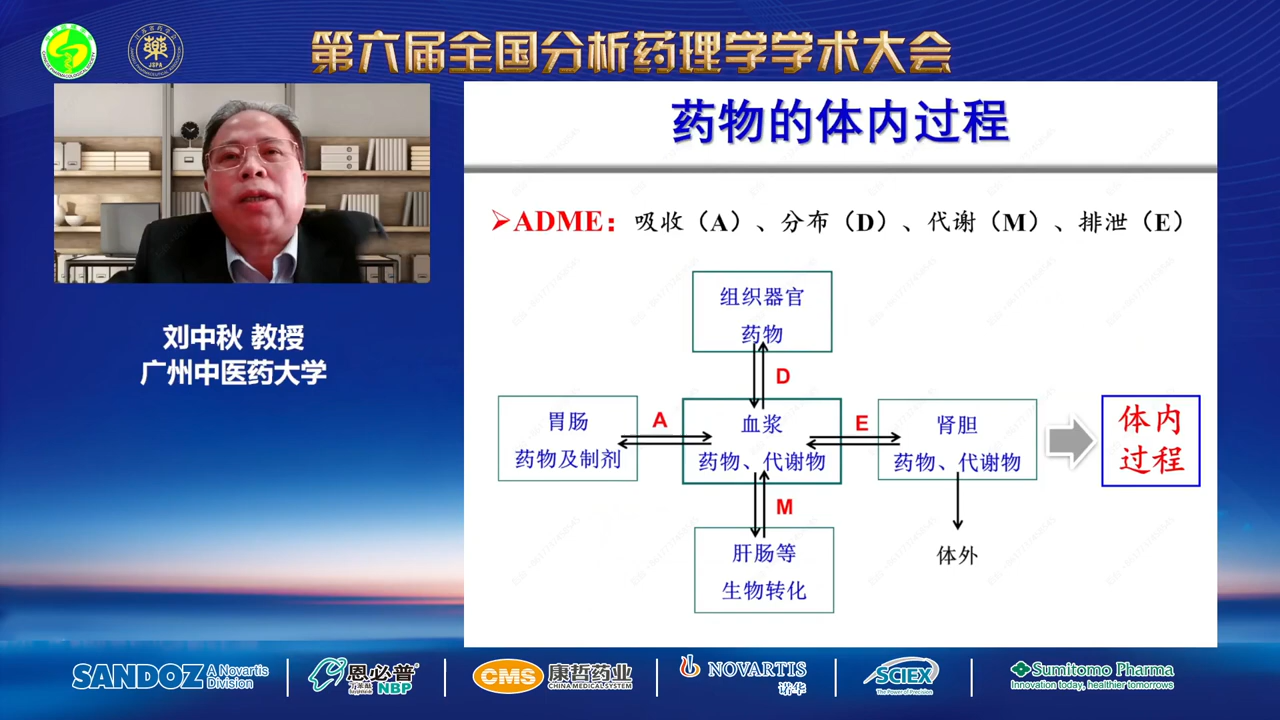 第六届全国分析药理学学术大会
JSPA
刘中秋 教授
广州中医药大学
药物的体内过程
➢ADME：吸收（A）、分布（D）、代谢（M）、排泄（E）
组织器官
药物
D
胃肠
药物及制剂
A
血浆
药物、代谢物
E
肾胆
药物、代谢物
体内
过程
M
肝肠等
生物转化
体外
SANDOZ A Novartis
Division
恩必普®
NBP
CMS 康哲药业
CHINA MEDICAL SYSTEM
NOVARTIS
诺华
SCIEX
The Power of Precision
Sumitomo Pharma
Innovation today, healthier tomorrows